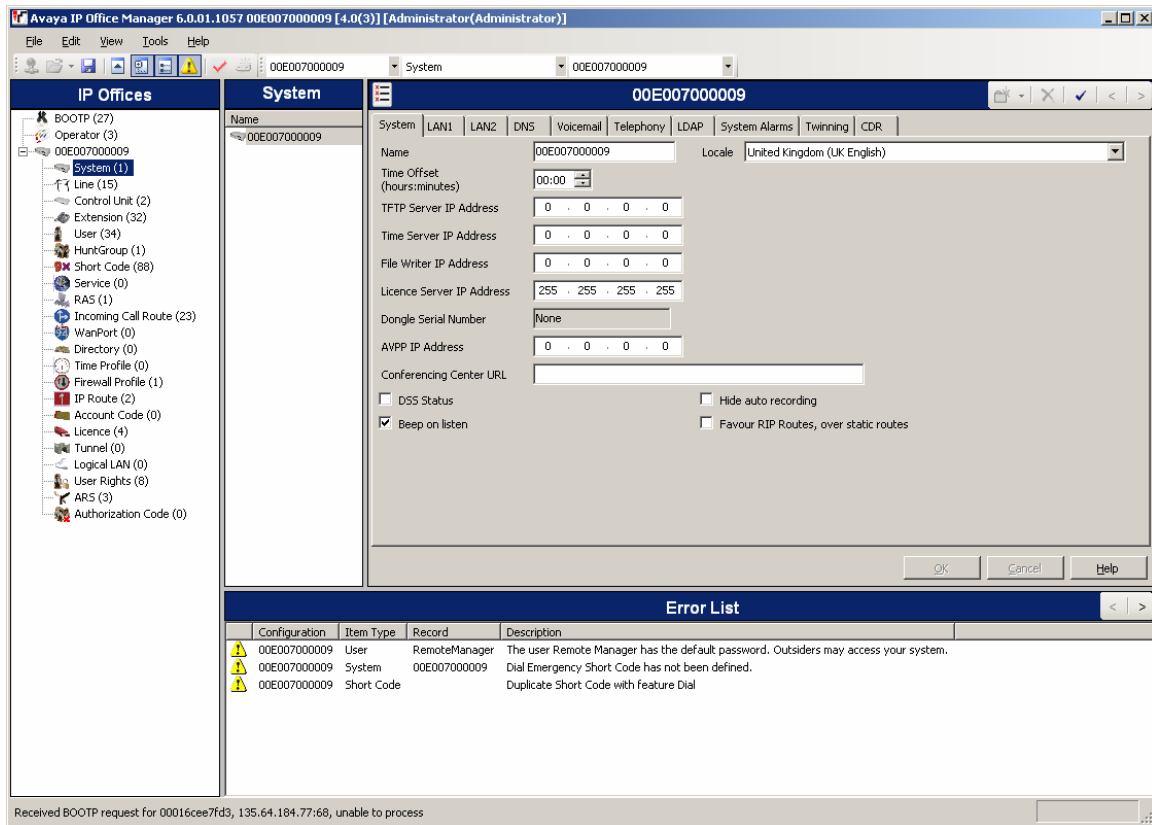 Avaya IP Office Manager 6.0.01.1057 00E007000009 [4.0(3)] [Administrator(Administrator)]
File Edit View Tools Help
00E007000009 System 00E007000009
IP Offices
BOOTP (27)
Operator (3)
00E007000009
System (1)
Line (15)
Control Unit (2)
Extension (32)
User (34)
HuntGroup (1)
Short Code (88)
Service (0)
RAS (1)
Incoming Call Route (23)
WanPort (0)
Directory (0)
Time Profile (0)
Firewall Profile (1)
IP Route (2)
Account Code (0)
Licence (4)
Tunnel (0)
Logical LAN (0)
User Rights (8)
ARS (3)
Authorization Code (0)
System
Name
00E007000009
00E007000009
System LAN1 LAN2 DNS Voicemail Telephony LDAP System Alarms Twinning CDR
Name 00E007000009 Locale United Kingdom (UK English)
Time Offset
(hours:minutes) 00:00
TFTP Server IP Address 0 . 0 . 0 . 0
Time Server IP Address 0 . 0 . 0 . 0
File Writer IP Address 0 . 0 . 0 . 0
Licence Server IP Address 255 . 255 . 255 . 255
Dongle Serial Number None
AVPP IP Address 0 . 0 . 0 . 0
Conferencing Center URL
DSS Status Hide auto recording
Beep on listen Favour RIP Routes, over static routes
OK Cancel Help
Error List
Configuration Item Type Record Description
00E007000009 User RemoteManager The user Remote Manager has the default password. Outsiders may access your system.
00E007000009 System 00E007000009 Dial Emergency Short Code has not been defined.
00E007000009 Short Code Duplicate Short Code with feature Dial
Received BOOTP request for 00016cee7fd3, 135.64.184.77:68, unable to process